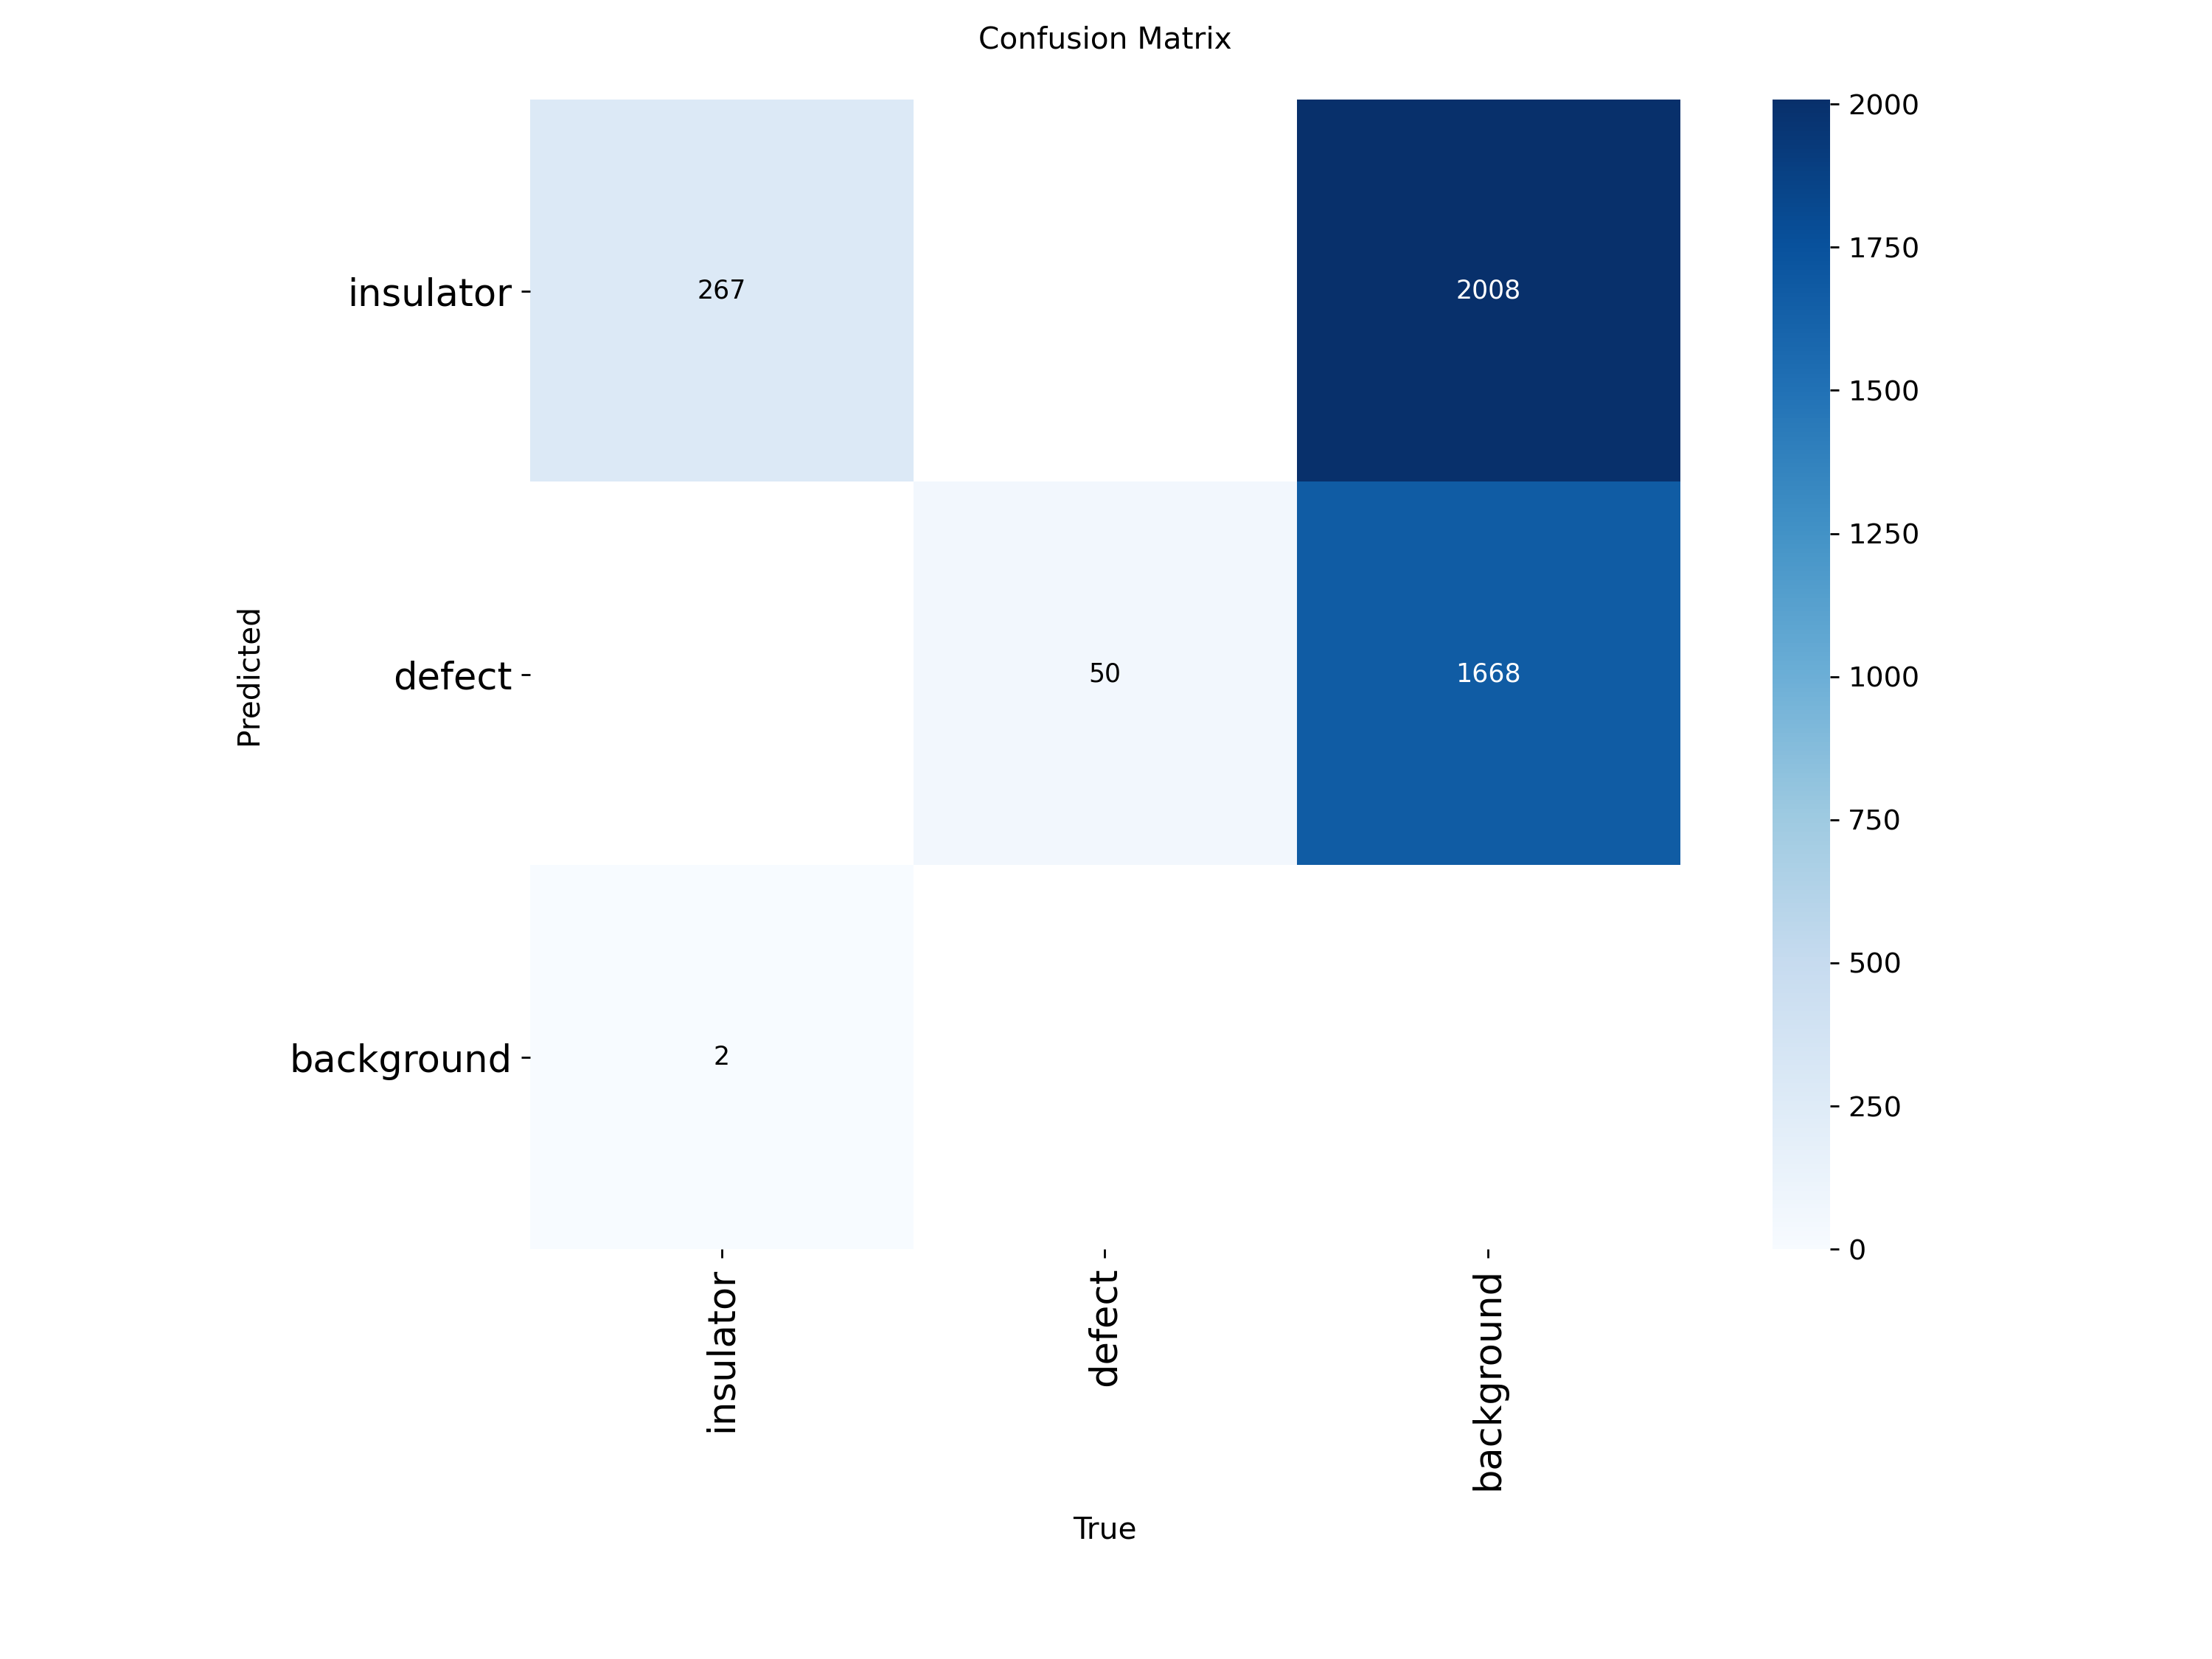 Confusion Matrix
insulator
267
2008
defect
50
1668
background
2
Predicted
insulator
defect
background
True
2000
1750
1500
1250
1000
750
500
250
0